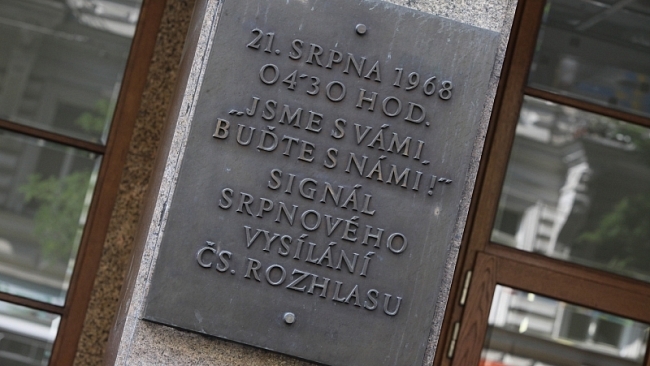 21. SRPNA 1968
04³⁰ HOD.
„JSME S VÁMI,
BUĎTE S NÁMI!“
SIGNÁL
SRPNOVÉHO
VYSÍLÁNÍ
ČS. ROZHLASU